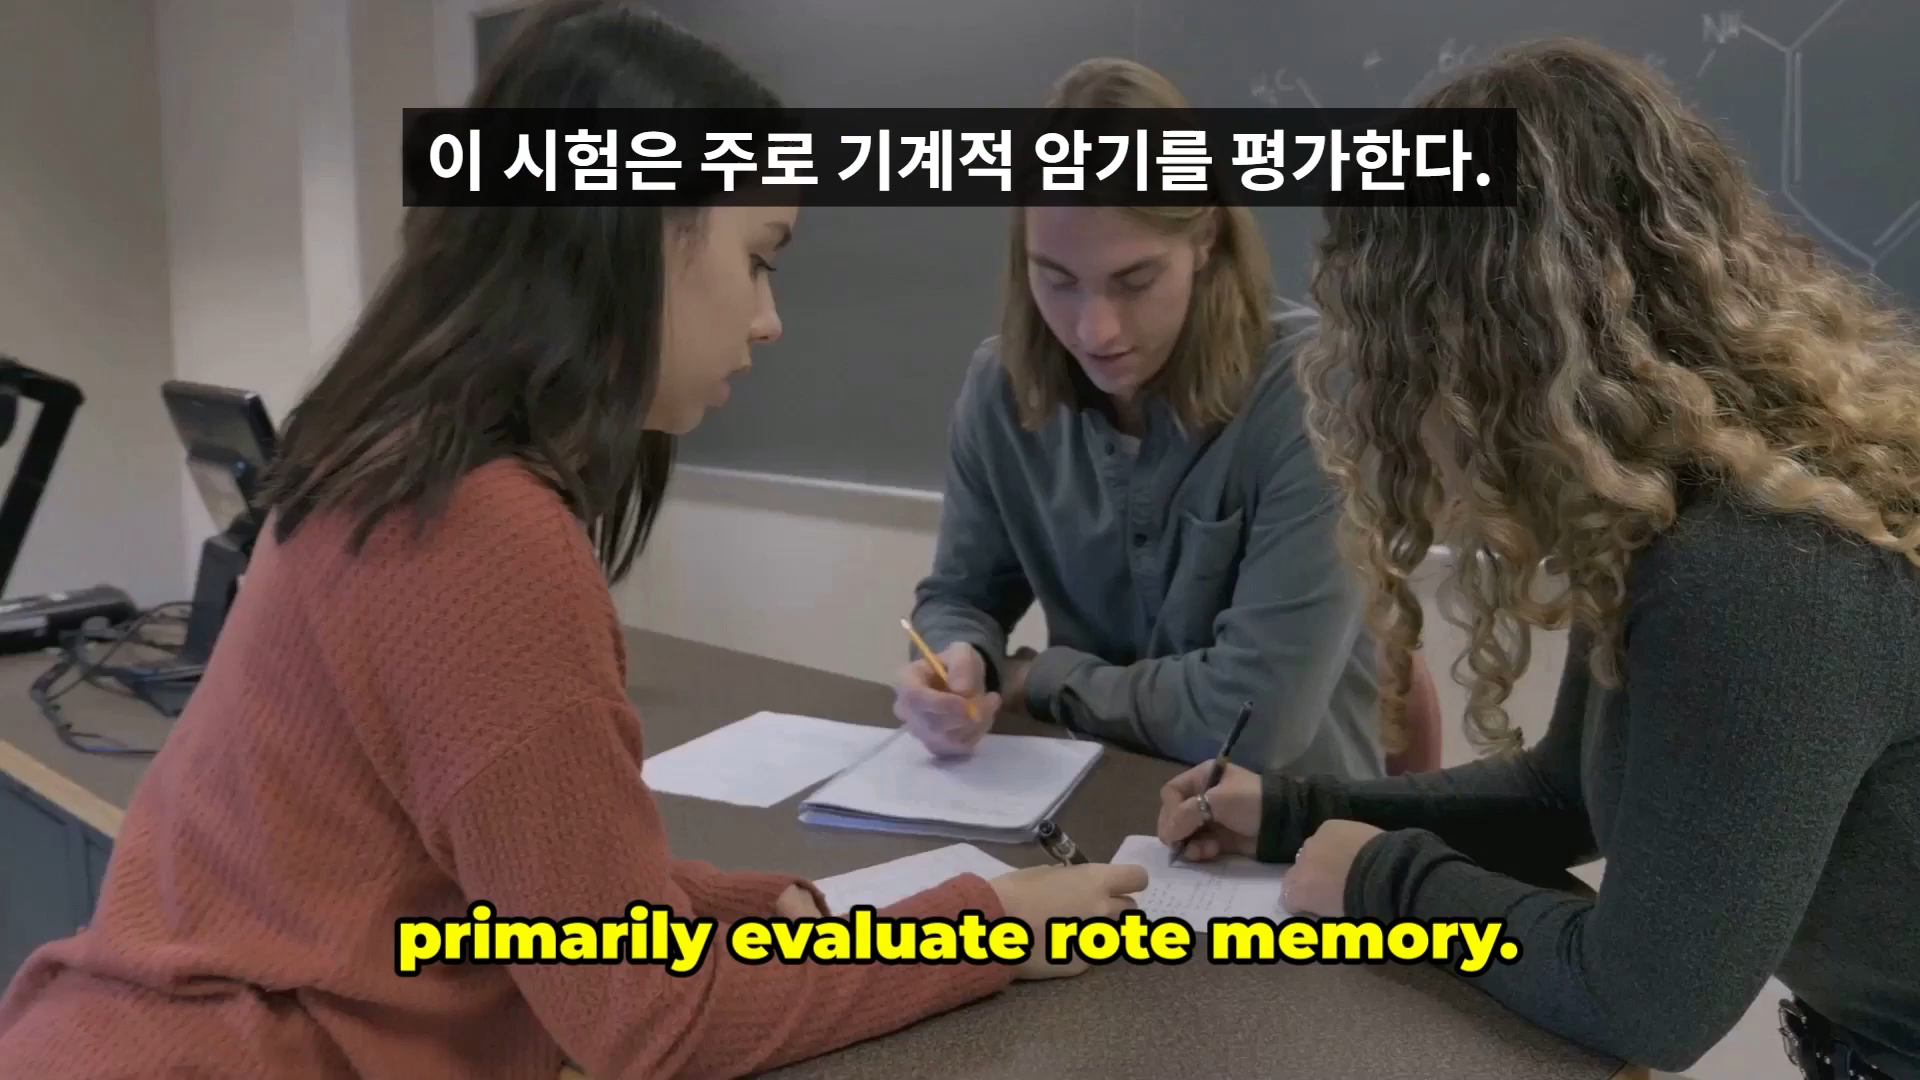 이 시험은 주로 기계적 암기를 평가한다.
primarily evaluate rote memory.